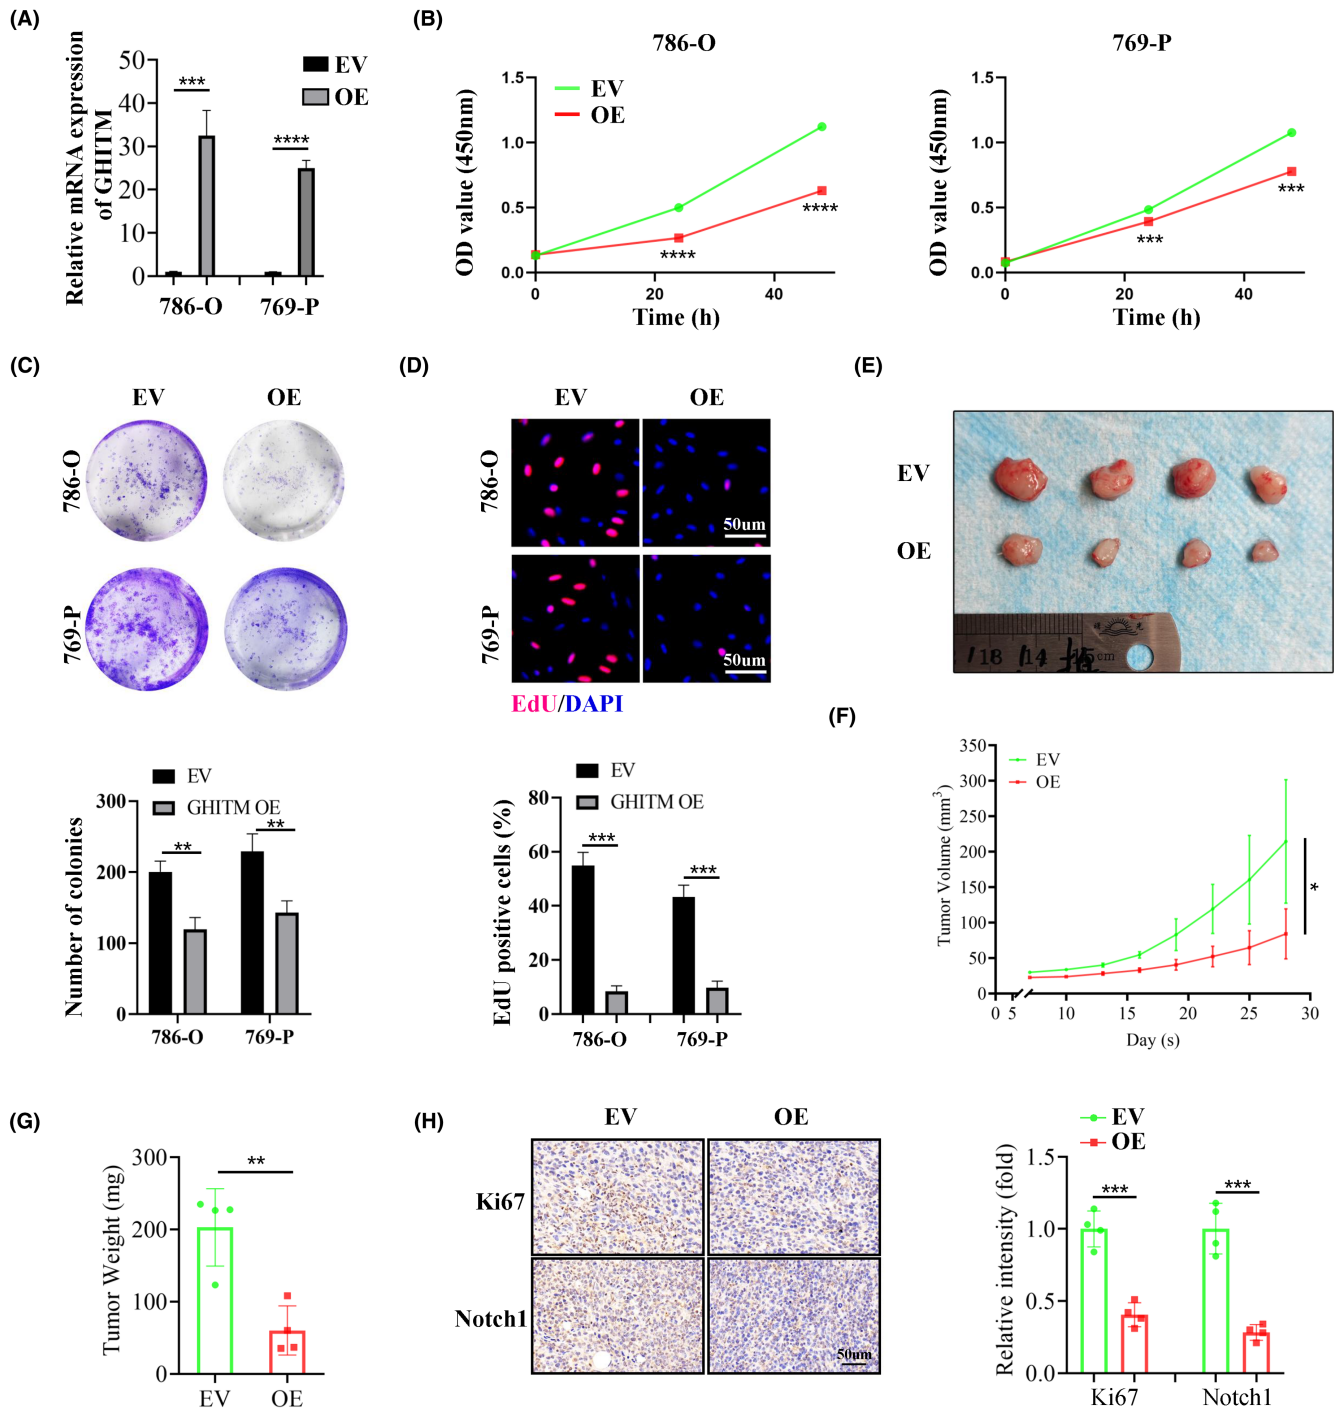 (A)
Relative mRNA expression
of GHITM
50
40
30
20
10
0
***
****
EV
OE
786-O
769-P
(B)
786-O
OD value (450nm)
1.5
1.0
0.5
0.0
EV
OE
****
****
0
20
40
Time (h)
769-P
OD value (450nm)
1.5
1.0
0.5
0.0
***
***
0
20
40
Time (h)
(C)
EV
OE
786-O
769-P
EV
GHITM OE
Number of colonies
300
200
100
0
**
**
786-O
769-P
(D)
EV
OE
786-O
50um
769-P
50um
EdU/DAPI
EV
GHITM OE
EdU positive cells (%)
80
60
40
20
0
***
***
786-O
769-P
(E)
EV
OE
13
14
15cm
(F)
Tumor Volume (mm3)
350
300
250
200
150
100
50
0
EV
OE
*
0
5
10
15
20
25
30
Day (s)
(G)
Tumor Weight (mg)
300
200
100
0
**
EV
OE
(H)
EV
OE
Ki67
Notch1
50um
EV
OE
Relative intensity (fold)
1.5
1.0
0.5
0.0
***
***
Ki67
Notch1